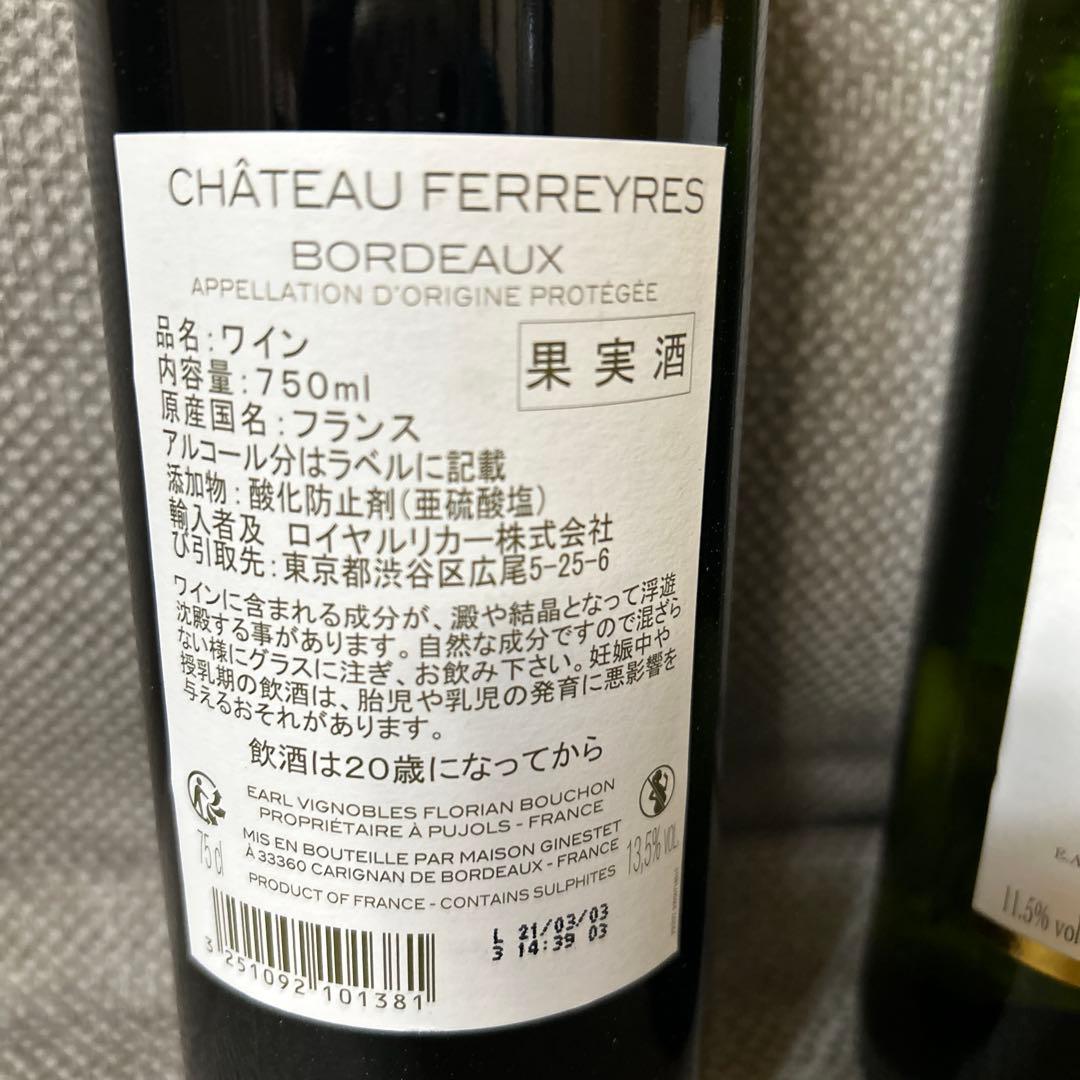 CHÂTEAU FERREYRES
BORDEAUX
APPELLATION D'ORIGINE PROTÉGÉE
果実酒
品名:ワイン
内容量:750ml
原産国名:フランス
アルコール分はラベルに記載
添加物:酸化防止剤(亜硫酸塩)
輸入者及 ロイヤルリカー株式会社
び引取先:東京都渋谷区広尾5-25-6
ワインに含まれる成分が、澱や結晶となって浮遊
沈殿する事があります。自然な成分ですので混ざら
ない様にグラスに注ぎ、お飲み下さい。妊娠中や
授乳期の飲酒は、胎児や乳児の発育に悪影響を
与えるおそれがあります。
飲酒は20歳になってから
EARL VIGNOBLES FLORIAN BOUCHON
PROPRIÉTAIRE À PUJOLS - FRANCE
MIS EN BOUTEILLE PAR MAISON GINESTET
À 33360 CARIGNAN DE BORDEAUX - FRANCE
PRODUCT OF FRANCE - CONTAINS SULPHITES
75 cl
13,5% VOL.
L 21/03/03
3 14:39 03
3 251092 101381
E.A
11.5% vol